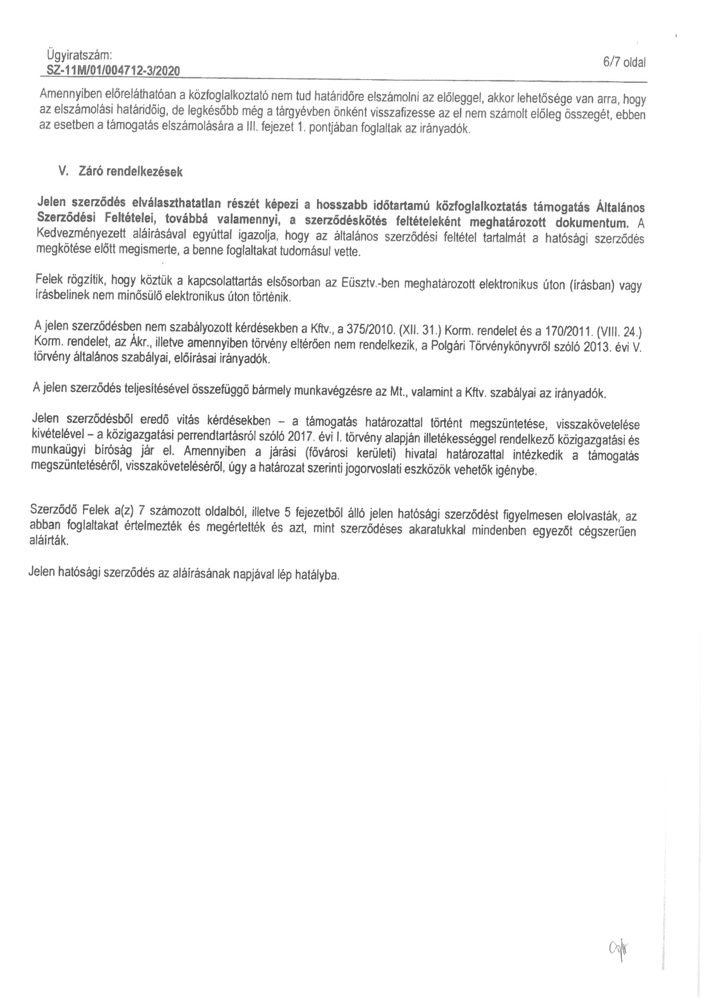 Ügyiratszám:
6/7 oldal
SZ-11M/01/004712-3/2020
Amennyiben előreláthatóan a közfoglalkoztató nem tud határidőre elszámolni az előleggel, akkor lehetősége van arra, hogy
az elszámolási határidőig, de legkésőbb még a tárgyévben önként visszafizesse az el nem számolt előleg összegét, ebben
az esetben a támogatás elszámolására a III. fejezet 1. pontjában foglaltak az irányadók.
V. Záró rendelkezések
Jelen szerződés elválaszthatatlan részét képezi a hosszabb időtartamú közfoglalkoztatás támogatás Általános
Szerződési Feltételei, továbbá valamennyi, a szerződéskötés feltételeként meghatározott dokumentum. A
Kedvezményezett aláírásával egyúttal igazolja, hogy az általános szerződési feltétel tartalmát a hatósági szerződés
megkötése előtt megismerte, a benne foglaltakat tudomásul vette.
Felek rögzítik, hogy köztük a kapcsolattartás elsősorban az Eüsztv.-ben meghatározott elektronikus úton (írásban) vagy
írásbelinek nem minősülő elektronikus úton történik.
A jelen szerződésben nem szabályozott kérdésekben a Kftv., a 375/2010. (XII. 31.) Korm. rendelet és a 170/2011. (VIII. 24.)
Korm. rendelet, az Ákr., illetve amennyiben törvény eltérően nem rendelkezik, a Polgári Törvénykönyvről szóló 2013. évi V.
törvény általános szabályai, előírásai irányadók.
A jelen szerződés teljesítésével összefüggő bármely munkavégzésre az Mt., valamint a Kftv. szabályai az irányadók.
Jelen szerződésből eredő vitás kérdésekben – a támogatás határozattal történt megszüntetése, visszakövetelése
kivételével – a közigazgatási perrendtartásról szóló 2017. évi I. törvény alapján illetékességgel rendelkező közigazgatási és
munkaügyi bíróság jár el. Amennyiben a járási (fővárosi kerületi) hivatal határozattal intézkedik a támogatás
megszüntetéséről, visszaköveteléséről, úgy a határozat szerinti jogorvoslati eszközök vehetők igénybe.
Szerződő Felek a(z) 7 számozott oldalból, illetve 5 fejezetből álló jelen hatósági szerződést figyelmesen elolvasták, az
abban foglaltakat értelmezték és megértették és azt, mint szerződéses akaratukkal mindenben egyezőt cégszerűen
aláírták.
Jelen hatósági szerződés az aláírásának napjával lép hatályba.